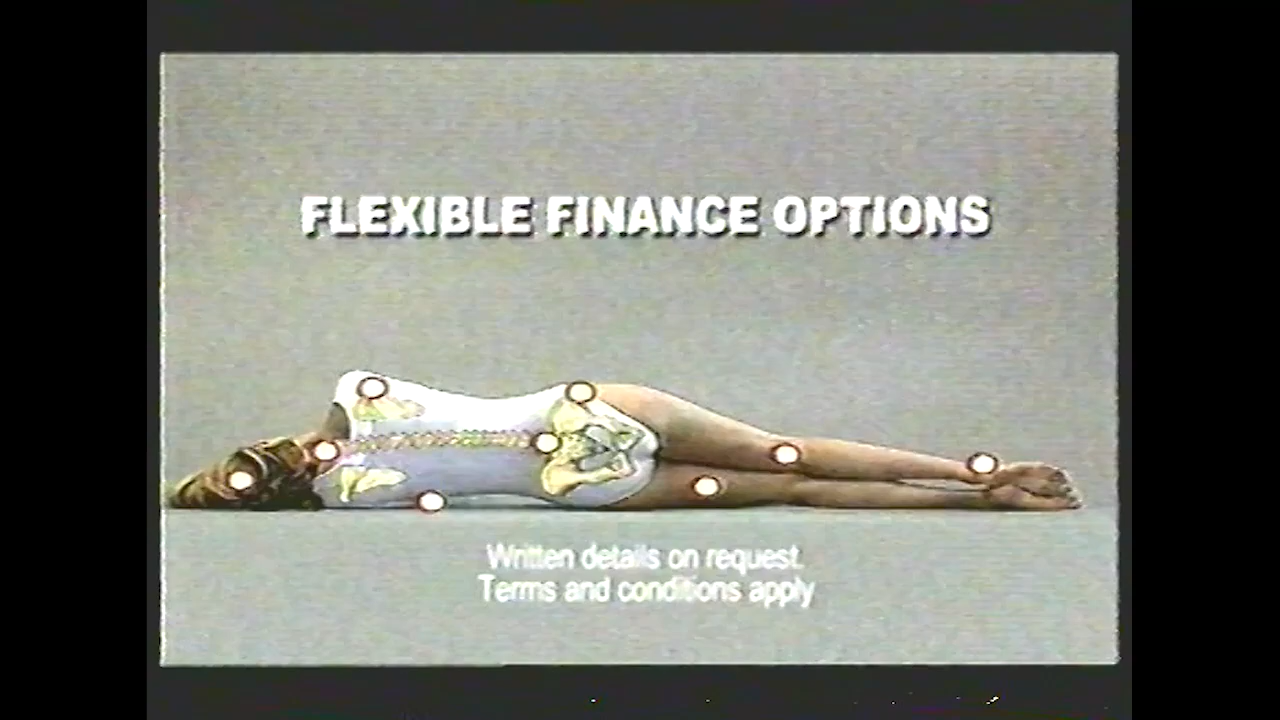 FLEXIBLE FINANCE OPTIONS
Written details on request.
Terms and conditions apply